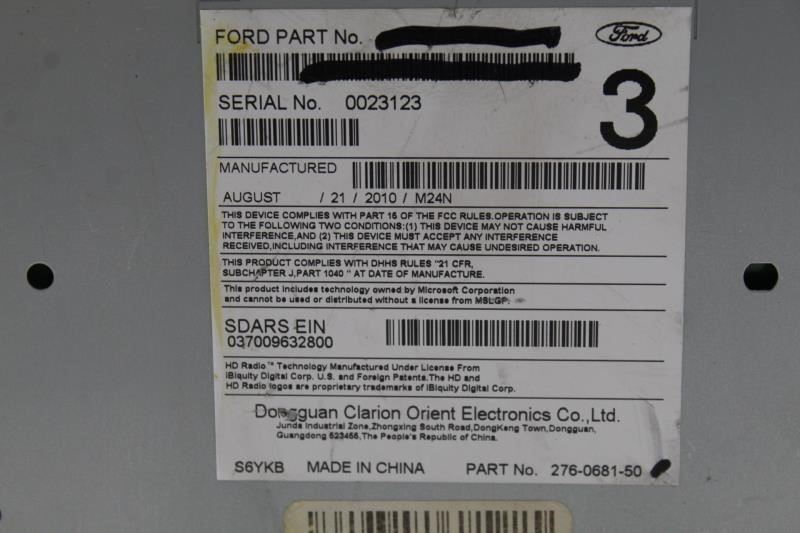 FORD PART No.
Ford
SERIAL No. 0023123
3
MANUFACTURED
AUGUST / 21 / 2010 / M24N
THIS DEVICE COMPLIES WITH PART 15 OF THE FCC RULES.OPERATION IS SUBJECT
TO THE FOLLOWING TWO CONDITIONS:(1) THIS DEVICE MAY NOT CAUSE HARMFUL
INTERFERENCE,AND (2) THIS DEVICE MUST ACCEPT ANY INTERFERENCE
RECEIVED,INCLUDING INTERFERENCE THAT MAY CAUSE UNDESIRED OPERATION.
THIS PRODUCT COMPLIES WITH DHHS RULES "21 CFR,
SUBCHAPTER J,PART 1040 " AT DATE OF MANUFACTURE.
This product includes technology owned by Microsoft Corporation
and cannot be used or distributed without a license from MSLGP.
SDARS EIN
037009632800
HD Radio™ Technology Manufactured Under License From
iBiquity Digital Corp. U.S. and Foreign Patents.The HD and
HD Radio logos are proprietary trademarks of iBiquity Digital Corp.
Dongguan Clarion Orient Electronics Co.,Ltd.
Junda Industrial Zone,Zhongxing South Road,DongKeng Town,Dongguan,
Guangdong 523455,The People's Republic of China.
S6YKB MADE IN CHINA PART No. 276-0681-50